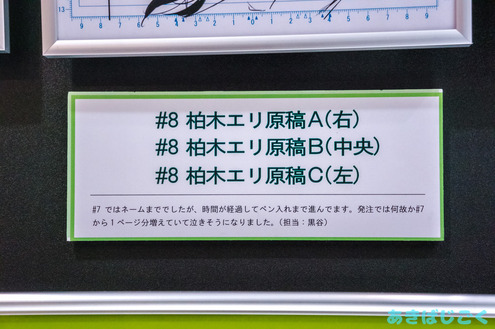 #8 柏木エリ原稿A(右)
#8 柏木エリ原稿B(中央)
#8 柏木エリ原稿C(左)
#7 ではネームまででしたが、時間が経過してペン入れまで進んでます。発注では何故か#7
から1ページ分増えていて泣きそうになりました。(担当:黒谷)
あきばじこく